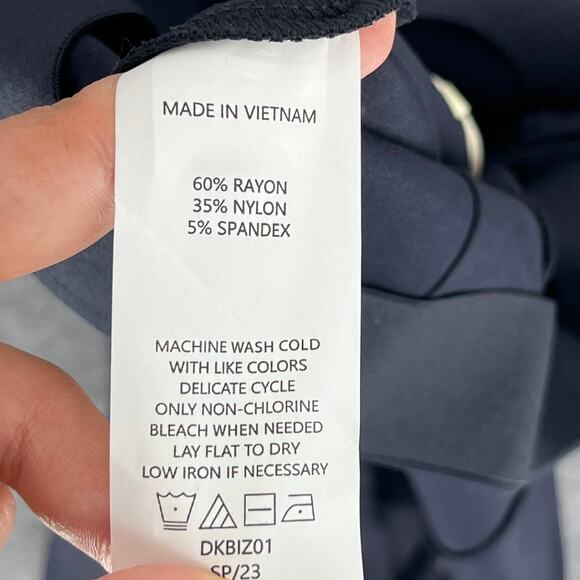 MADE IN VIETNAM
60% RAYON
35% NYLON
5% SPANDEX
MACHINE WASH COLD
WITH LIKE COLORS
DELICATE CYCLE
ONLY NON-CHLORINE
BLEACH WHEN NEEDED
LAY FLAT TO DRY
LOW IRON IF NECESSARY
DKBIZ01
SP/23